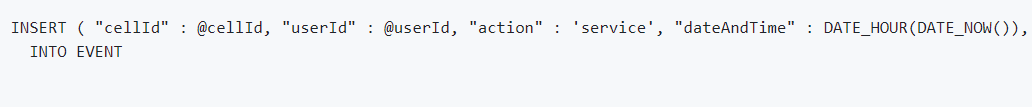 INSERT ( "cellId" : @cellId, "userId" : @userId, "action" : 'service', "dateAndTime" : DATE_HOUR(DATE_NOW()),
INTO EVENT